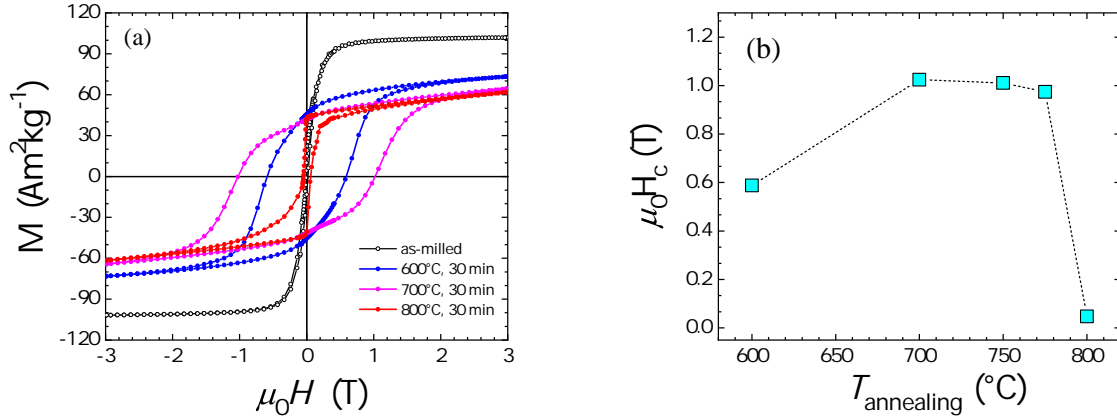 (a)
120
90
60
30
0
-30
-60
-90
-120
M (Am²kg⁻¹)
as-milled
600°C, 30 min
700°C, 30 min
800°C, 30 min
-3 -2 -1 0 1 2 3
μ₀H (T)
(b)
1.2
1.0
0.8
0.6
0.4
0.2
0.0
μ₀H_c (T)
600 650 700 750 800
T_annealing (°C)